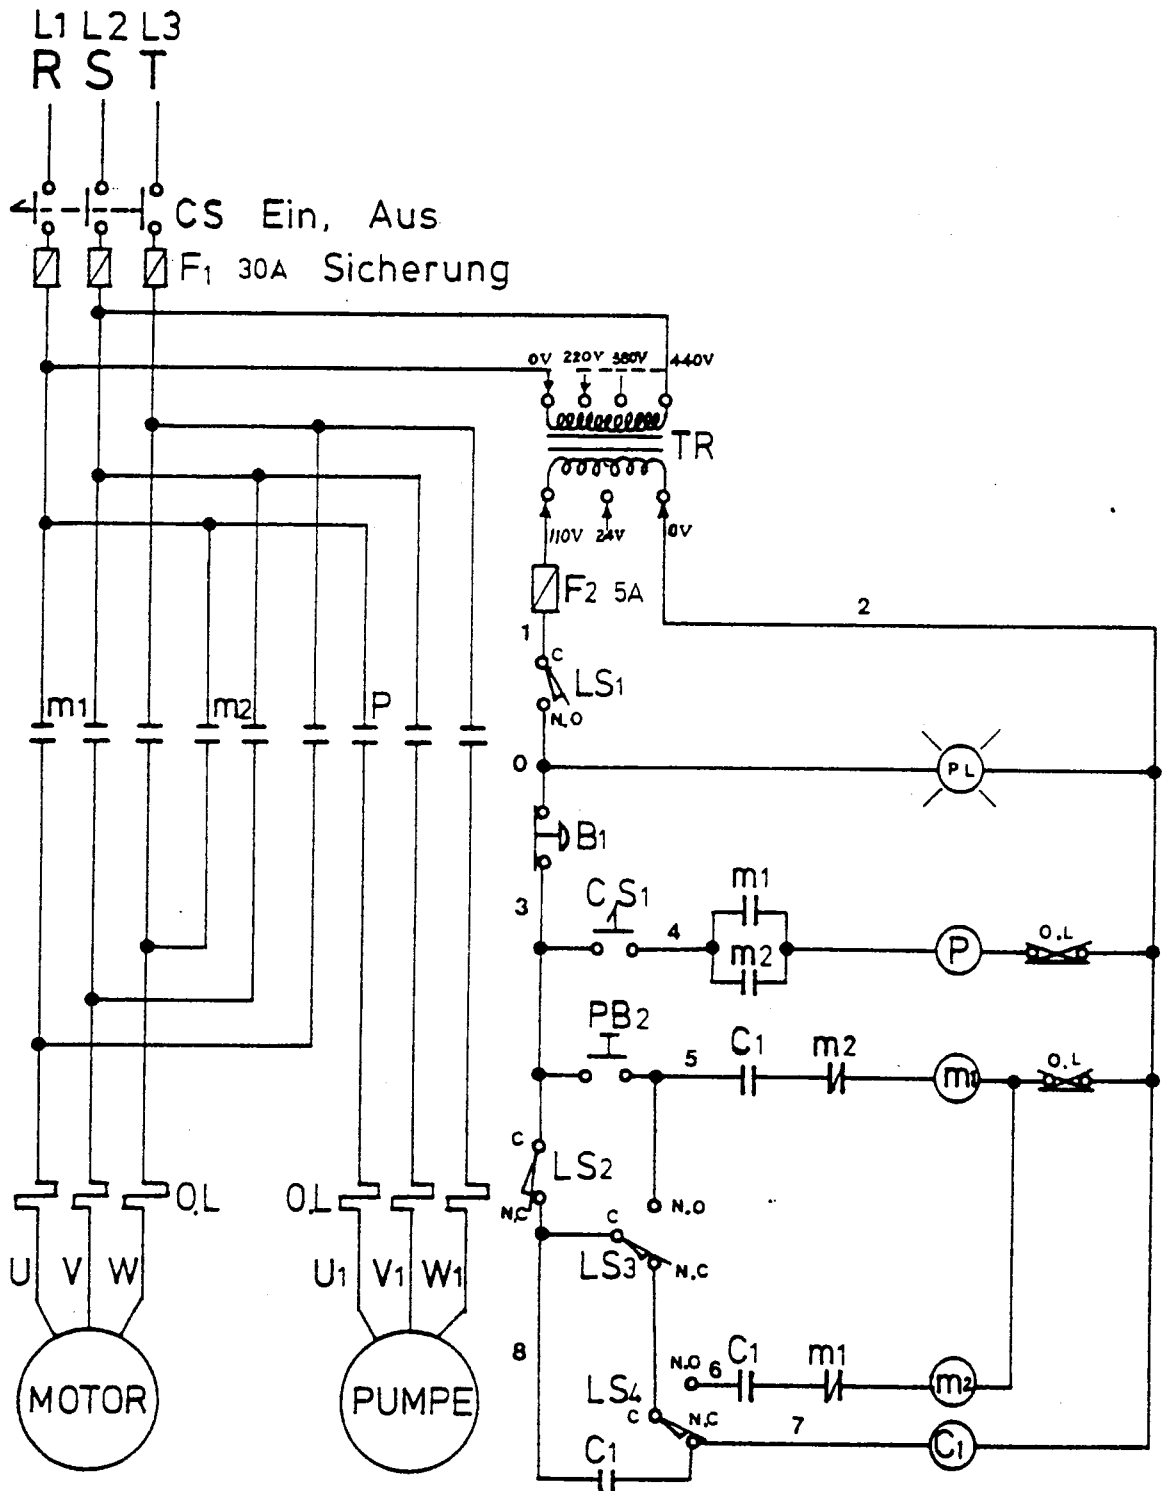 L1 L2 L3
R S T
CS Ein, Aus
F1 30A Sicherung
0V 220V 380V 440V
TR
110V 24V 0V
F2 5A
2
1
C
LS1
N.O
m1 m2 P
0
PL
B1
3
CS1
4
m1
m2
P
O.L
PB2
5
C1
m2
m1
O.L
C
LS2
N.C
N.O
C
LS3
N.C
O.L
O.L
U V W
U1 V1 W1
8
N.O
6
C1
m1
m2
LS4
C
N.C
7
C1
C1
MOTOR
PUMPE